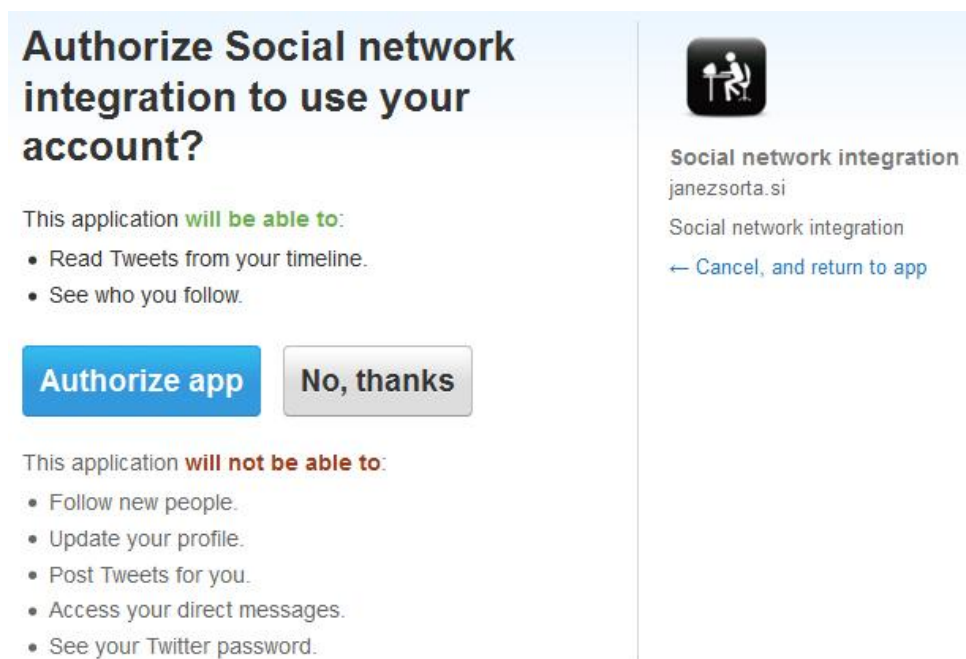 Authorize Social network
integration to use your
account?
This application will be able to:
• Read Tweets from your timeline.
• See who you follow.
Authorize app
No, thanks
This application will not be able to:
• Follow new people.
• Update your profile.
• Post Tweets for you.
• Access your direct messages.
• See your Twitter password.
Social network integration
janezsorta.si
Social network integration
← Cancel, and return to app